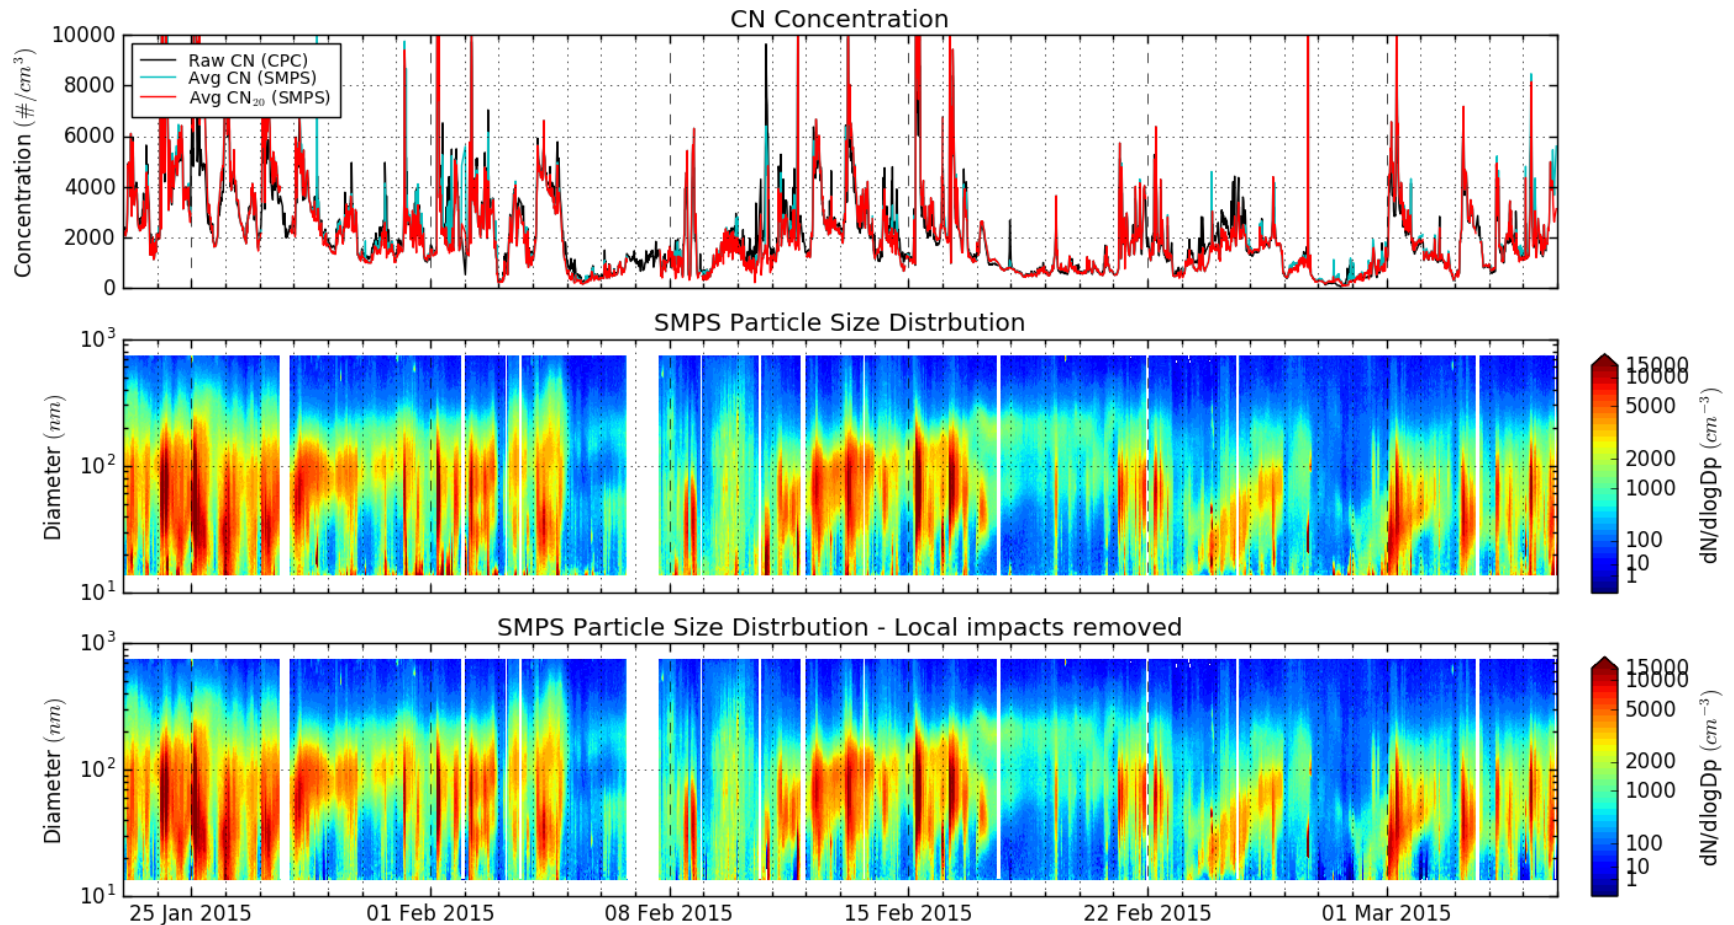 CN Concentration
10000
8000
6000
4000
2000
0
Concentration (#/cm³)
Raw CN (CPC)
Avg CN (SMPS)
Avg CN₂₀ (SMPS)
SMPS Particle Size Distrbution
10³
10²
10¹
Diameter (nm)
15000
10000
5000
2000
1000
100
10
1
dN/dlogDp (cm⁻³)
SMPS Particle Size Distrbution - Local impacts removed
10³
10²
10¹
Diameter (nm)
15000
10000
5000
2000
1000
100
10
1
dN/dlogDp (cm⁻³)
25 Jan 2015 01 Feb 2015 08 Feb 2015 15 Feb 2015 22 Feb 2015 01 Mar 2015